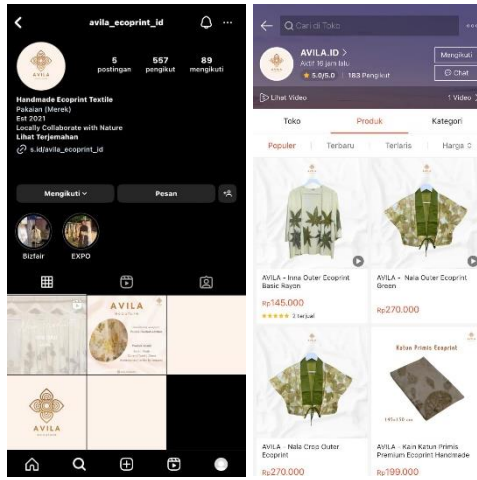 avila_ecoprint_id
AVILA
5
postingan
557
pengikut
89
mengikuti
Handmade Ecoprint Textile
Pakaian (Merek)
Est 2021
Locally Collaborate with Nature
Lihat Terjemahan
s.id/avila_ecoprint_id
Mengikuti
Pesan
Bizfair
EXPO
AVILA
AVILA
Cari di Toko
AVILA.ID >
Aktif 16 jam lalu
5.0/5.0
183 Pengikut
Mengikuti
Chat
Lihat Video
1 Video >
Toko
Produk
Kategori
Populer
Terbaru
Terlaris
Harga
AVILA - Inna Outer Ecoprint
Basic Rayon
Rp145.000
2 terjual
AVILA - Nala Outer Ecoprint
Green
Rp270.000
AVILA - Nala Crop Outer
Ecoprint
Rp270.000
Katun Primis Ecoprint
AVILA - Kain Katun Primis
Premium Ecoprint Handmade
Rp199.000